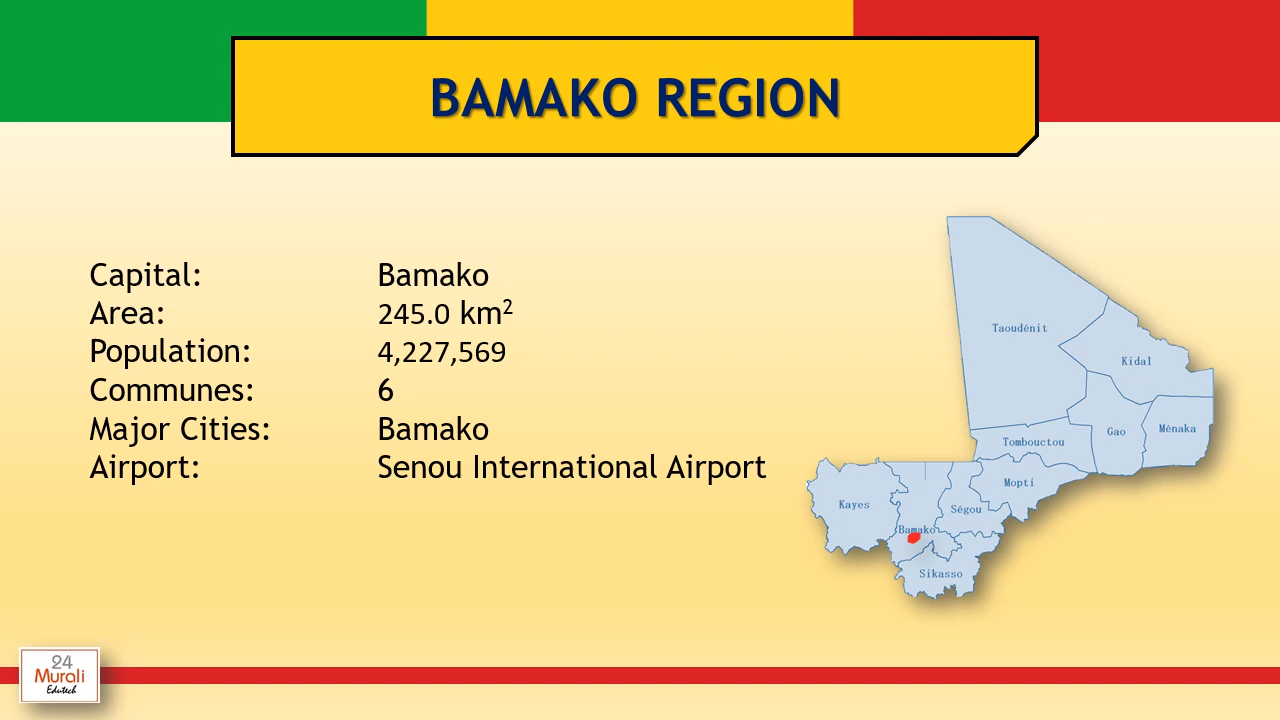 BAMAKO REGION
Capital: Bamako
Area: 245.0 km²
Population: 4,227,569
Communes: 6
Major Cities: Bamako
Airport: Senou International Airport
Taoudénit
Kidal
Gao
Ménaka
Tombouctou
Mopti
Kayes
Ségou
Bamako
Sikasso
24
Murali
Edutech